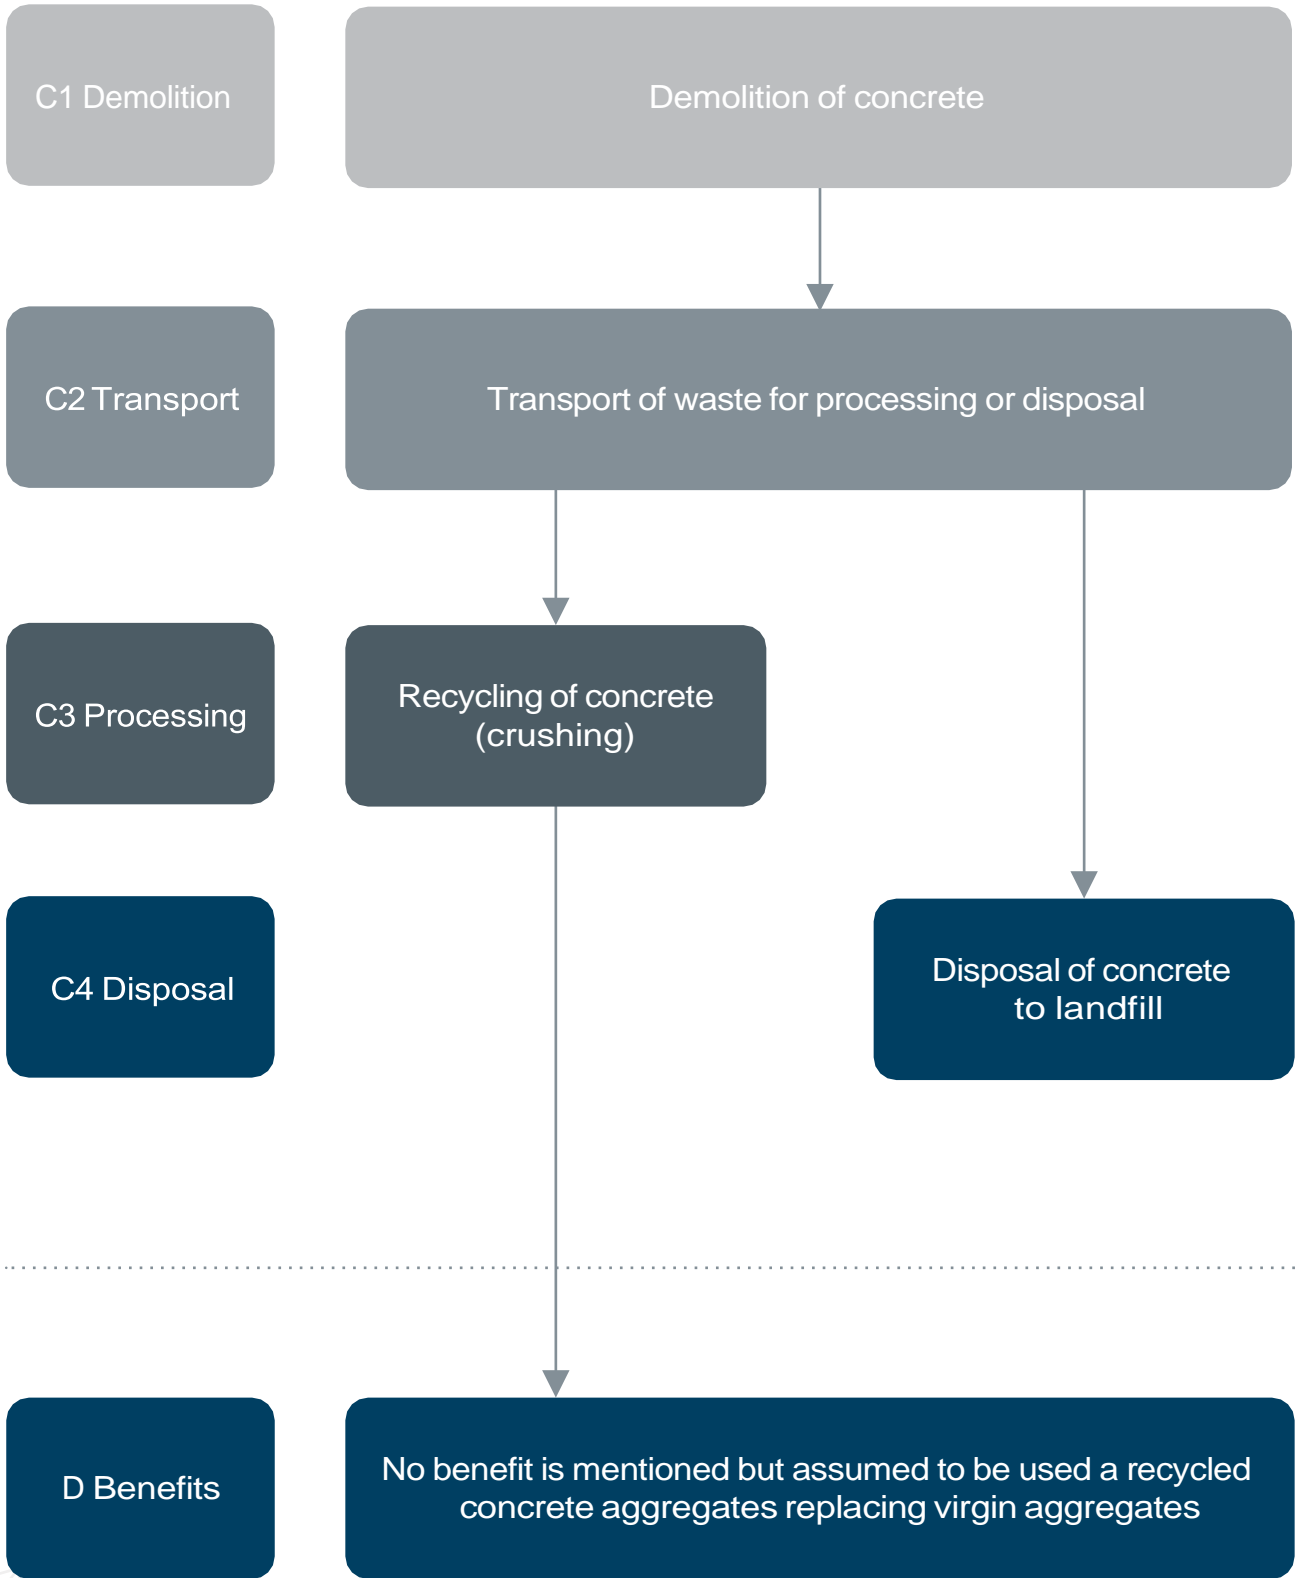 C1 Demolition
Demolition of concrete
C2 Transport
Transport of waste for processing or disposal
C3 Processing
Recycling of concrete
(crushing)
C4 Disposal
Disposal of concrete
to landfill
D Benefits
No benefit is mentioned but assumed to be used a recycled
concrete aggregates replacing virgin aggregates